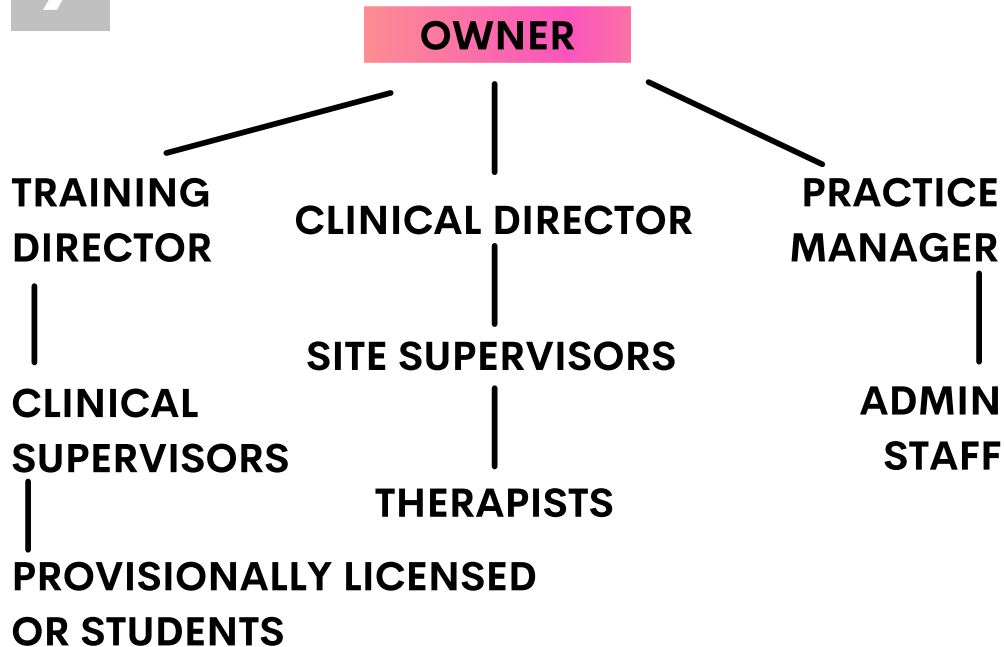 OWNER
TRAINING
DIRECTOR
CLINICAL DIRECTOR
PRACTICE
MANAGER
SITE SUPERVISORS
CLINICAL
SUPERVISORS
ADMIN
STAFF
THERAPISTS
PROVISIONALLY LICENSED
OR STUDENTS